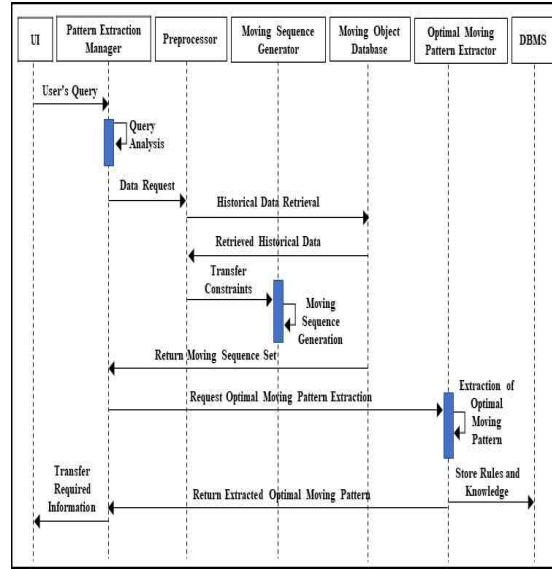 UI
Pattern Extraction
Manager
Preprocessor
Moving Sequence
Generator
Moving Object
Database
Optimal Moving
Pattern Extractor
DBMS
User's Query
Query
Analysis
Data Request
Historical Data Retrieval
Retrieved Historical Data
Transfer
Constraints
Moving
Sequence
Generation
Return Moving Sequence Set
Request Optimal Moving Pattern Extraction
Extraction of
Optimal
Moving
Pattern
Transfer
Required
Information
Store Rules and
Knowledge
Return Extracted Optimal Moving Pattern